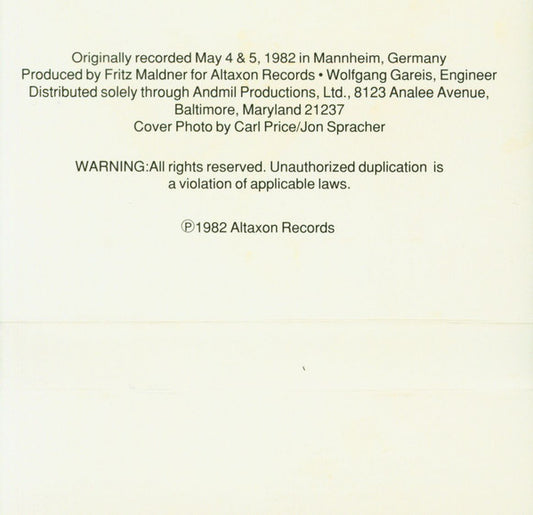 Originally recorded May 4 & 5, 1982 in Mannheim, Germany
Produced by Fritz Maldner for Altaxon Records • Wolfgang Gareis, Engineer
Distributed solely through Andmil Productions, Ltd., 8123 Analee Avenue,
Baltimore, Maryland 21237
Cover Photo by Carl Price/Jon Spracher
WARNING:All rights reserved. Unauthorized duplication is
a violation of applicable laws.
℗1982 Altaxon Records